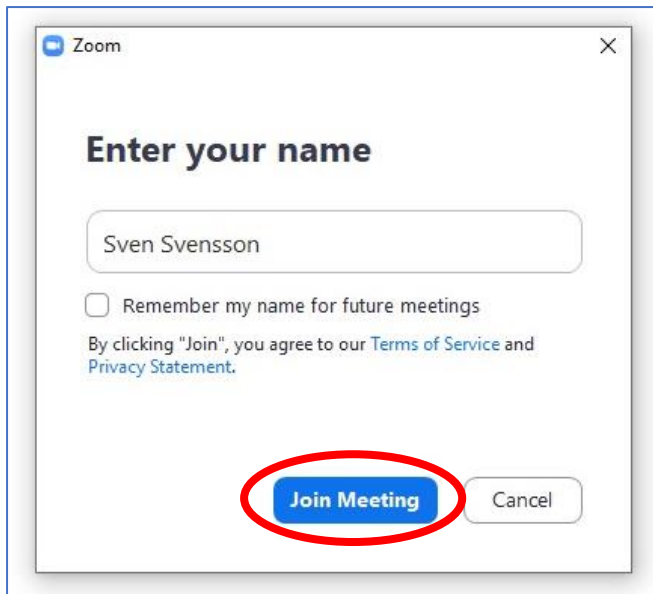 Zoom
Enter your name
Sven Svensson
Remember my name for future meetings
By clicking "Join", you agree to our Terms of Service and
Privacy Statement.
Join Meeting
Cancel